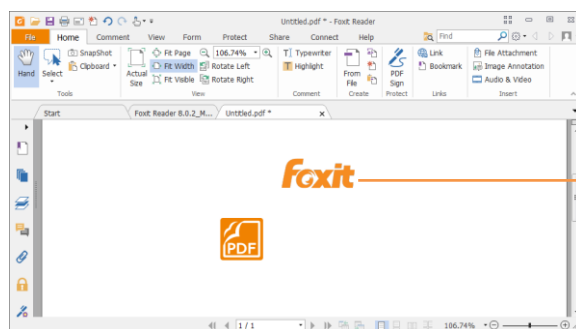 Untitled.pdf * - Foxit Reader
File Home Comment View Form Protect Share Connect Help Find
Hand
Select
SnapShot
Clipboard
Tools
Actual Size
Fit Page
Fit Width
Fit Visible
106.74%
Rotate Left
Rotate Right
View
Typewriter
Highlight
Comment
From File
Create
PDF Sign
Protect
Link
Bookmark
Links
File Attachment
Image Annotation
Audio & Video
Insert
Start Foxit Reader 8.0.2_M... Untitled.pdf * x
Foxit
PDF
1 / 1 106.74%